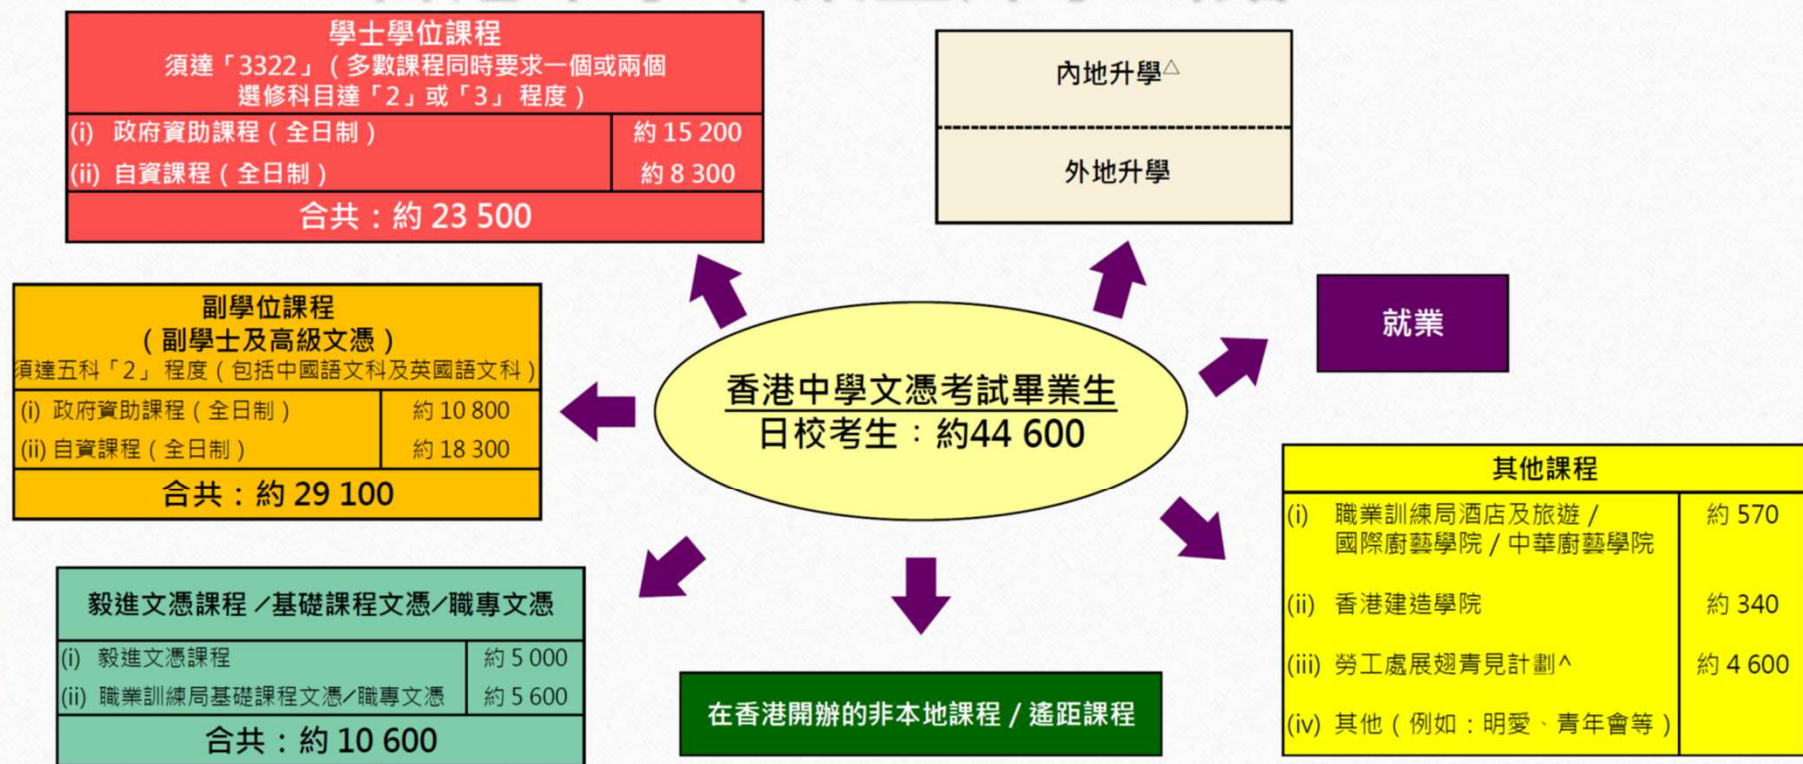 學士學位課程
須達「3322」（多數課程同時要求一個或兩個
選修科目達「2」或「3」 程度）
(i) 政府資助課程（全日制） 約 15 200
(ii) 自資課程（全日制） 約 8 300
合共：約 23 500
內地升學△
外地升學
就業
副學位課程
（副學士及高級文憑）
須達五科「2」 程度（包括中國語文科及英國語文科）
(i) 政府資助課程（全日制） 約 10 800
(ii) 自資課程（全日制） 約 18 300
合共：約 29 100
香港中學文憑考試畢業生
日校考生：約44 600
其他課程
(i) 職業訓練局酒店及旅遊 / 約 570
國際廚藝學院 / 中華廚藝學院
(ii) 香港建造學院 約 340
(iii) 勞工處展翅青見計劃^ 約 4 600
(iv) 其他（例如：明愛、青年會等）
毅進文憑課程／基礎課程文憑／職專文憑
(i) 毅進文憑課程 約 5 000
(ii) 職業訓練局基礎課程文憑／職專文憑 約 5 600
合共：約 10 600
在香港開辦的非本地課程 / 遙距課程